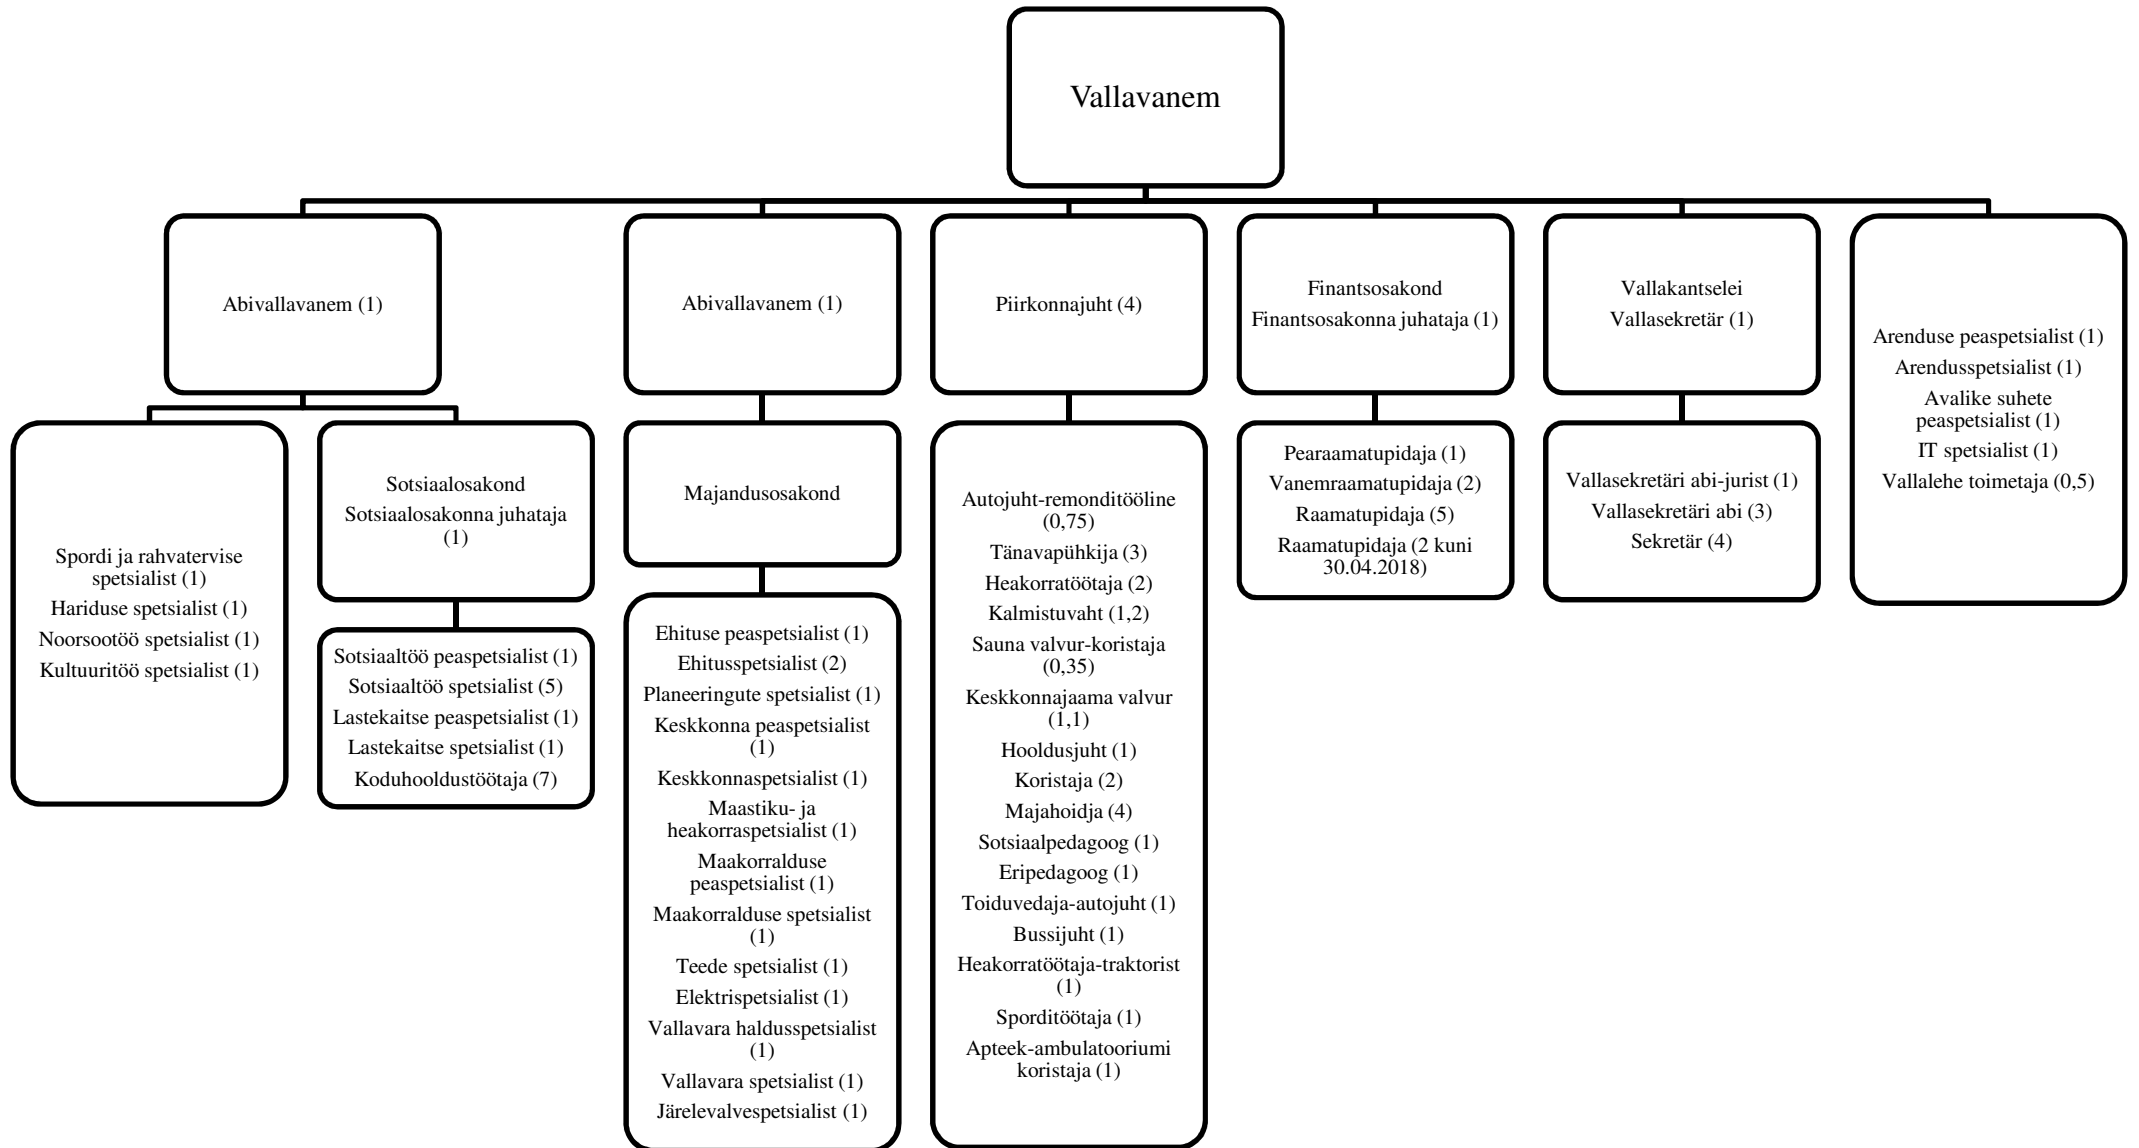 Vallavanem
Abivallavanem (1)
Spordi ja rahvatervise
spetsialist (1)
Hariduse spetsialist (1)
Noorsootöö spetsialist (1)
Kultuuritöö spetsialist (1)
Sotsiaalosakond
Sotsiaalosakonna juhataja
(1)
Sotsiaaltöö peaspetsialist (1)
Sotsiaaltöö spetsialist (5)
Lastekaitse peaspetsialist (1)
Lastekaitse spetsialist (1)
Koduhooldustöötaja (7)
Abivallavanem (1)
Majandusosakond
Ehituse peaspetsialist (1)
Ehitusspetsialist (2)
Planeeringute spetsialist (1)
Keskkonna peaspetsialist
(1)
Keskkonnaspetsialist (1)
Maastiku- ja
heakorraspetsialist (1)
Maakorralduse
peaspetsialist (1)
Maakorralduse spetsialist
(1)
Teede spetsialist (1)
Elektrispetsialist (1)
Vallavara haldusspetsialist
(1)
Vallavara spetsialist (1)
Järelevalvespetsialist (1)
Piirkonnajuht (4)
Autojuht-remonditööline
(0,75)
Tänavapühkija (3)
Heakorratöötaja (2)
Kalmistuvaht (1,2)
Sauna valvur-koristaja
(0,35)
Keskkonnajaama valvur
(1,1)
Hooldusjuht (1)
Koristaja (2)
Majahoidja (4)
Sotsiaalpedagoog (1)
Eripedagoog (1)
Toiduvedaja-autojuht (1)
Bussijuht (1)
Heakorratöötaja-traktorist
(1)
Sporditöötaja (1)
Apteek-ambulatooriumi
koristaja (1)
Finantsosakond
Finantsosakonna juhataja (1)
Pearaamatupidaja (1)
Vanemraamatupidaja (2)
Raamatupidaja (5)
Raamatupidaja (2 kuni
30.04.2018)
Vallakantselei
Vallasekretär (1)
Vallasekretäri abi-jurist (1)
Vallasekretäri abi (3)
Sekretär (4)
Arenduse peaspetsialist (1)
Arendusspetsialist (1)
Avalike suhete
peaspetsialist (1)
IT spetsialist (1)
Vallalehe toimetaja (0,5)